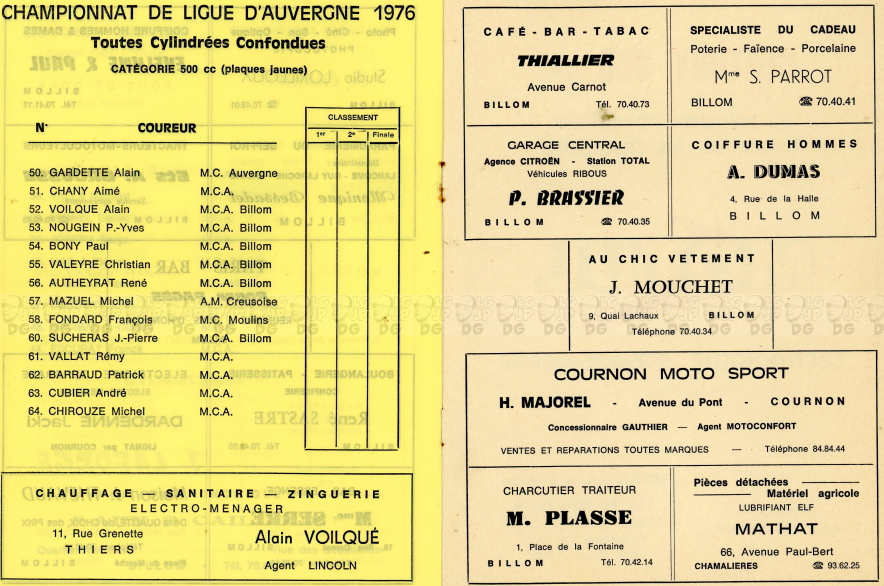 CHAMPIONNAT DE LIGUE D'AUVERGNE 1976
Toutes Cylindrées Confondues
CATÉGORIE 500 cc (plaques jaunes)
CLASSEMENT
N° COUREUR 1er 2e Finale
50. GARDETTE Alain M.C. Auvergne
51. CHANY Aimé M.C.A.
52. VOILQUE Alain M.C.A. Billom
53. NOUGEIN P.-Yves M.C.A. Billom
54. BONY Paul M.C.A. Billom
55. VALEYRE Christian M.C.A. Billom
56. AUTHEYRAT René M.C.A. Billom
57. MAZUEL Michel A.M. Creusoise
58. FONDARD François M.C. Moulins
60. SUCHERAS J.-Pierre M.C.A. Billom
61. VALLAT Rémy M.C.A.
62. BARRAUD Patrick M.C.A.
63. CUBIER André M.C.A.
64. CHIROUZE Michel M.C.A.
CHAUFFAGE — SANITAIRE — ZINGUERIE
ELECTRO-MENAGER
11, Rue Grenette
THIERS
Alain VOILQUÉ
Agent LINCOLN
CAFÉ - BAR - TABAC
THIALLIER
Avenue Carnot
BILLOM Tél. 70.40.73
SPECIALISTE DU CADEAU
Poterie - Faïence - Porcelaine
Mme S. PARROT
BILLOM ☎ 70.40.41
GARAGE CENTRAL
Agence CITROËN - Station TOTAL
Véhicules RIBOUS
P. BRASSIER
BILLOM ☎ 70.40.35
COIFFURE HOMMES
A. DUMAS
4, Rue de la Halle
BILLOM
AU CHIC VETEMENT
J. MOUCHET
9, Quai Lachaux BILLOM
Téléphone 70.40.34
COURNON MOTO SPORT
H. MAJOREL - Avenue du Pont - COURNON
Concessionnaire GAUTHIER — Agent MOTOCONFORT
VENTES ET REPARATIONS TOUTES MARQUES — Téléphone 84.84.44
CHARCUTIER TRAITEUR
M. PLASSE
1, Place de la Fontaine
BILLOM Tél. 70.42.14
Pièces détachées
Matériel agricole
LUBRIFIANT ELF
MATHAT
66, Avenue Paul-Bert
CHAMALIERES ☎ 93.62.25